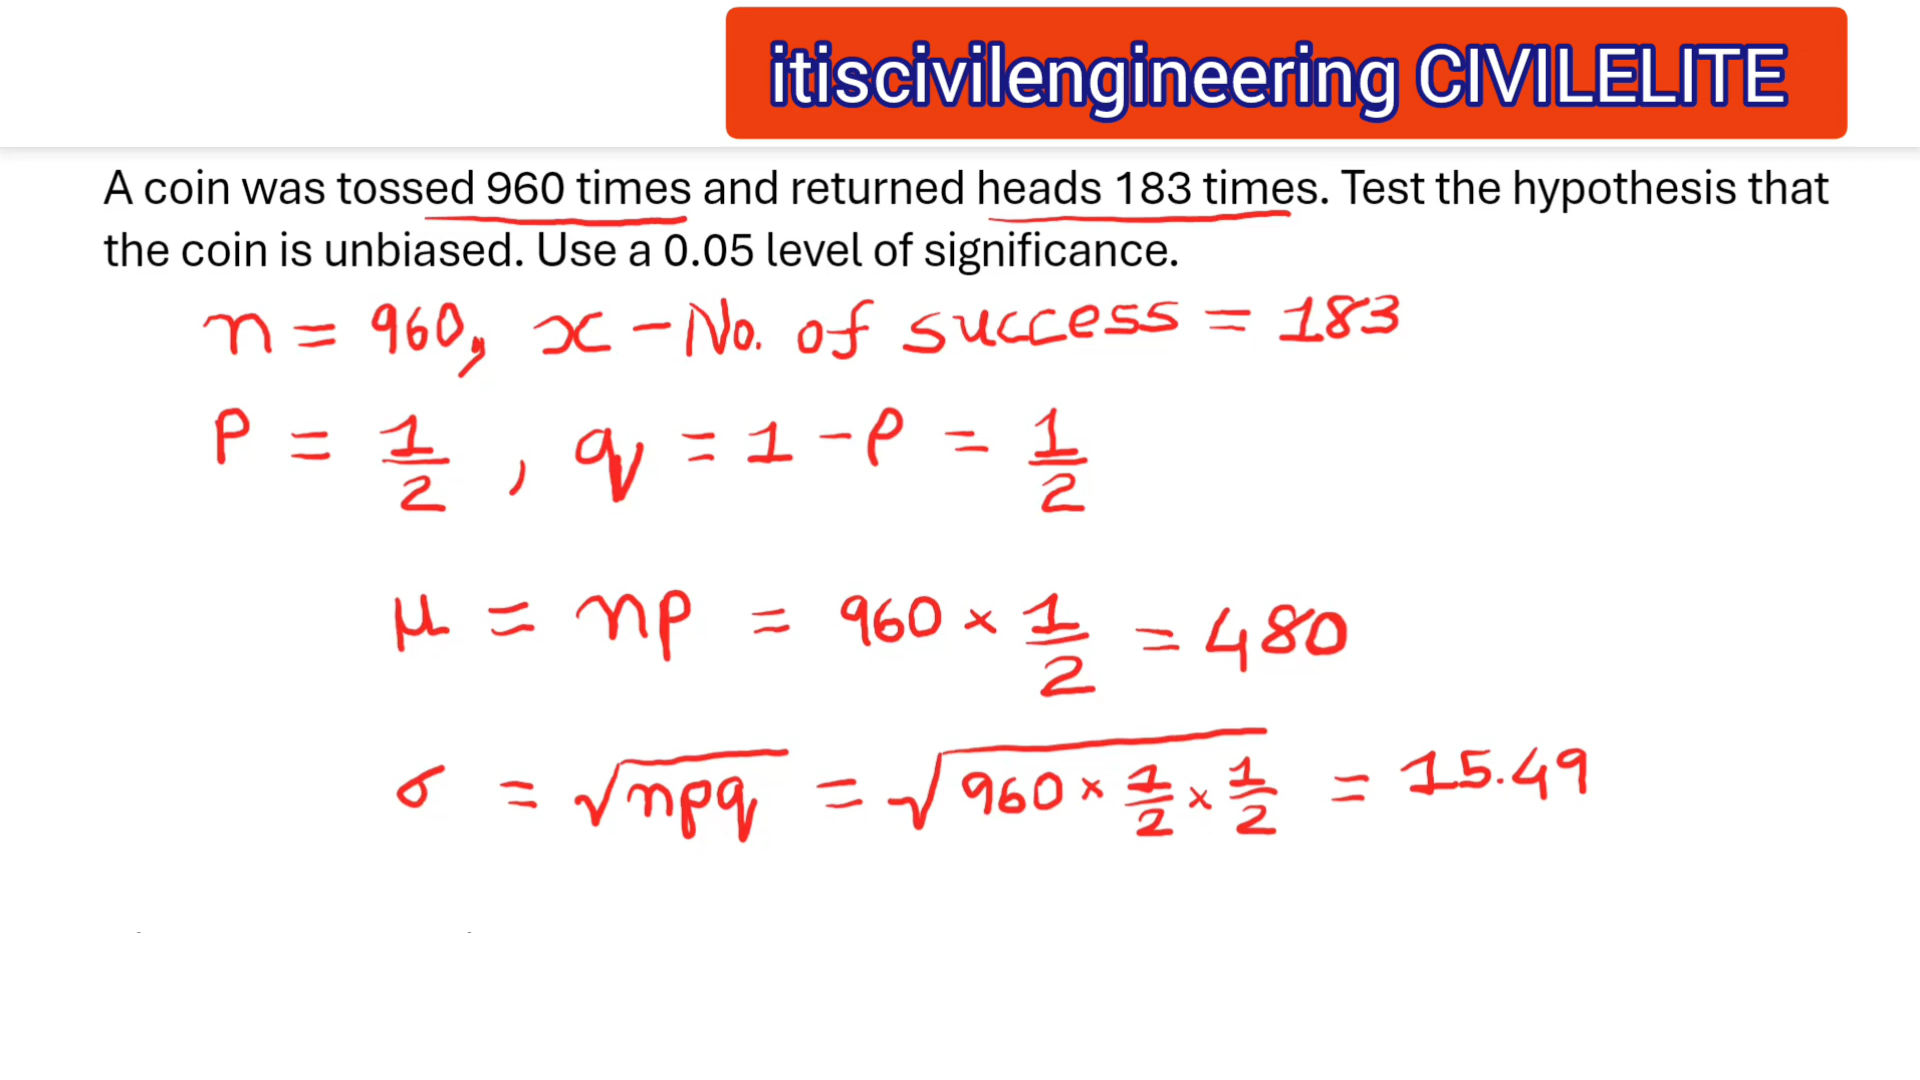 itiscivilengineering CIVILELITE
A coin was tossed 960 times and returned heads 183 times. Test the hypothesis that
the coin is unbiased. Use a 0.05 level of significance.
n = 960, x - No. of success = 183
P = 1/2 , q = 1 - P = 1/2
μ = np = 960 × 1/2 = 480
σ = √npq = √960 × 1/2 × 1/2 = 15.49